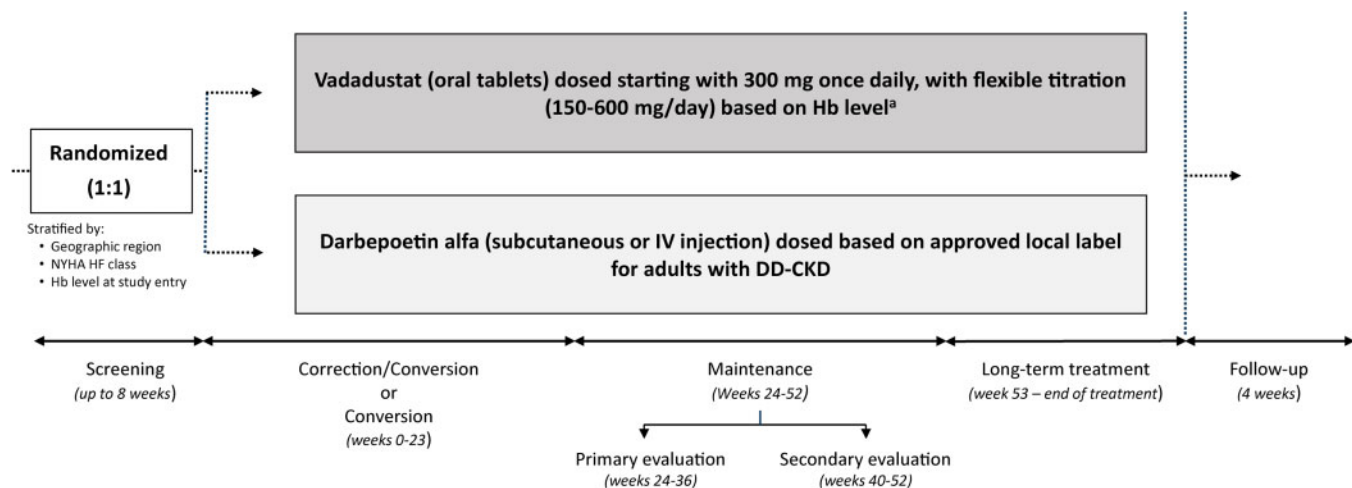 Vadadustat (oral tablets) dosed starting with 300 mg once daily, with flexible titration
(150-600 mg/day) based on Hb levelᵃ
Randomized
(1:1)
Stratified by:
• Geographic region
• NYHA HF class
• Hb level at study entry
Darbepoetin alfa (subcutaneous or IV injection) dosed based on approved local label
for adults with DD-CKD
Screening
(up to 8 weeks)
Correction/Conversion
or
Conversion
(weeks 0-23)
Maintenance
(Weeks 24-52)
Long-term treatment
(week 53 – end of treatment)
Follow-up
(4 weeks)
Primary evaluation
(weeks 24-36)
Secondary evaluation
(weeks 40-52)